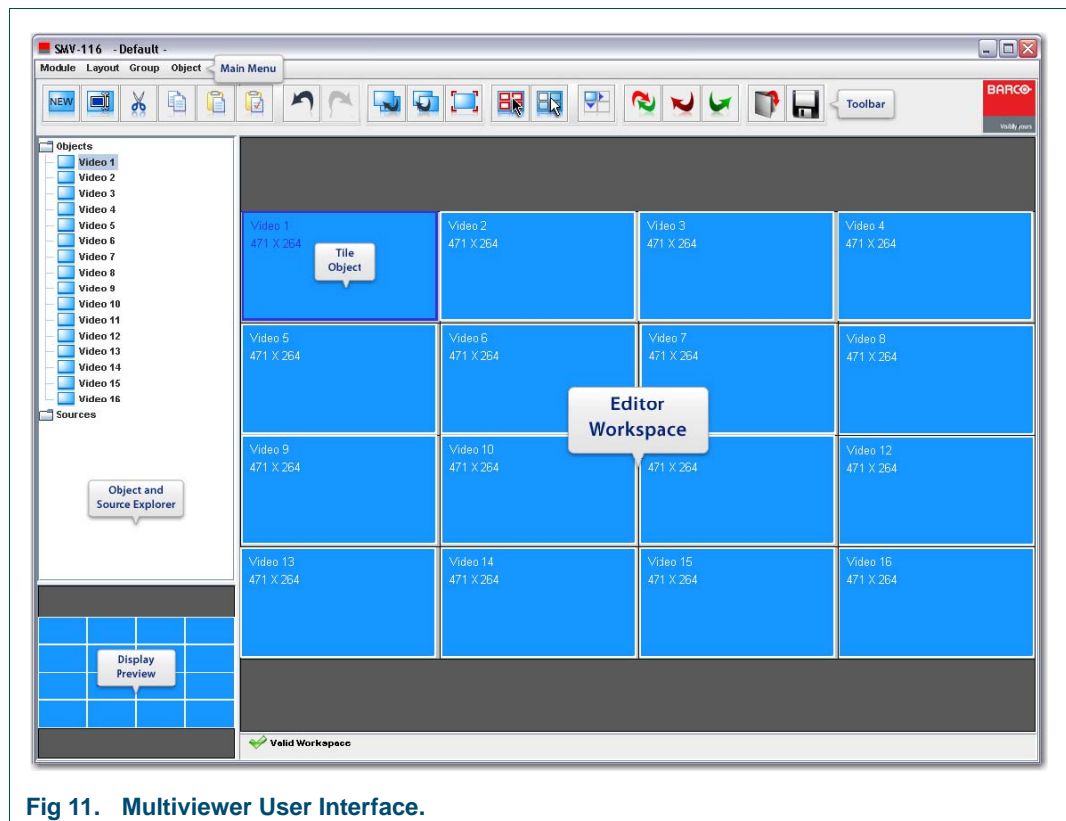 SMV-116 - Default -
Module Layout Group Object
Main Menu
NEW
Toolbar
BARCO
Visibly yours
Objects
Video 1
Video 2
Video 3
Video 4
Video 5
Video 6
Video 7
Video 8
Video 9
Video 10
Video 11
Video 12
Video 13
Video 14
Video 15
Video 16
Sources
Object and
Source Explorer
Display
Preview
Video 1
471 X 264
Tile
Object
Video 2
471 X 264
Video 3
471 X 264
Video 4
471 X 264
Video 5
471 X 264
Video 6
471 X 264
Video 7
471 X 264
Video 8
471 X 264
Editor
Workspace
Video 9
471 X 264
Video 10
471 X 264
471 X 264
Video 12
471 X 264
Video 13
471 X 264
Video 14
471 X 264
Video 15
471 X 264
Video 16
471 X 264
Valid Workspace
Fig 11. Multiviewer User Interface.